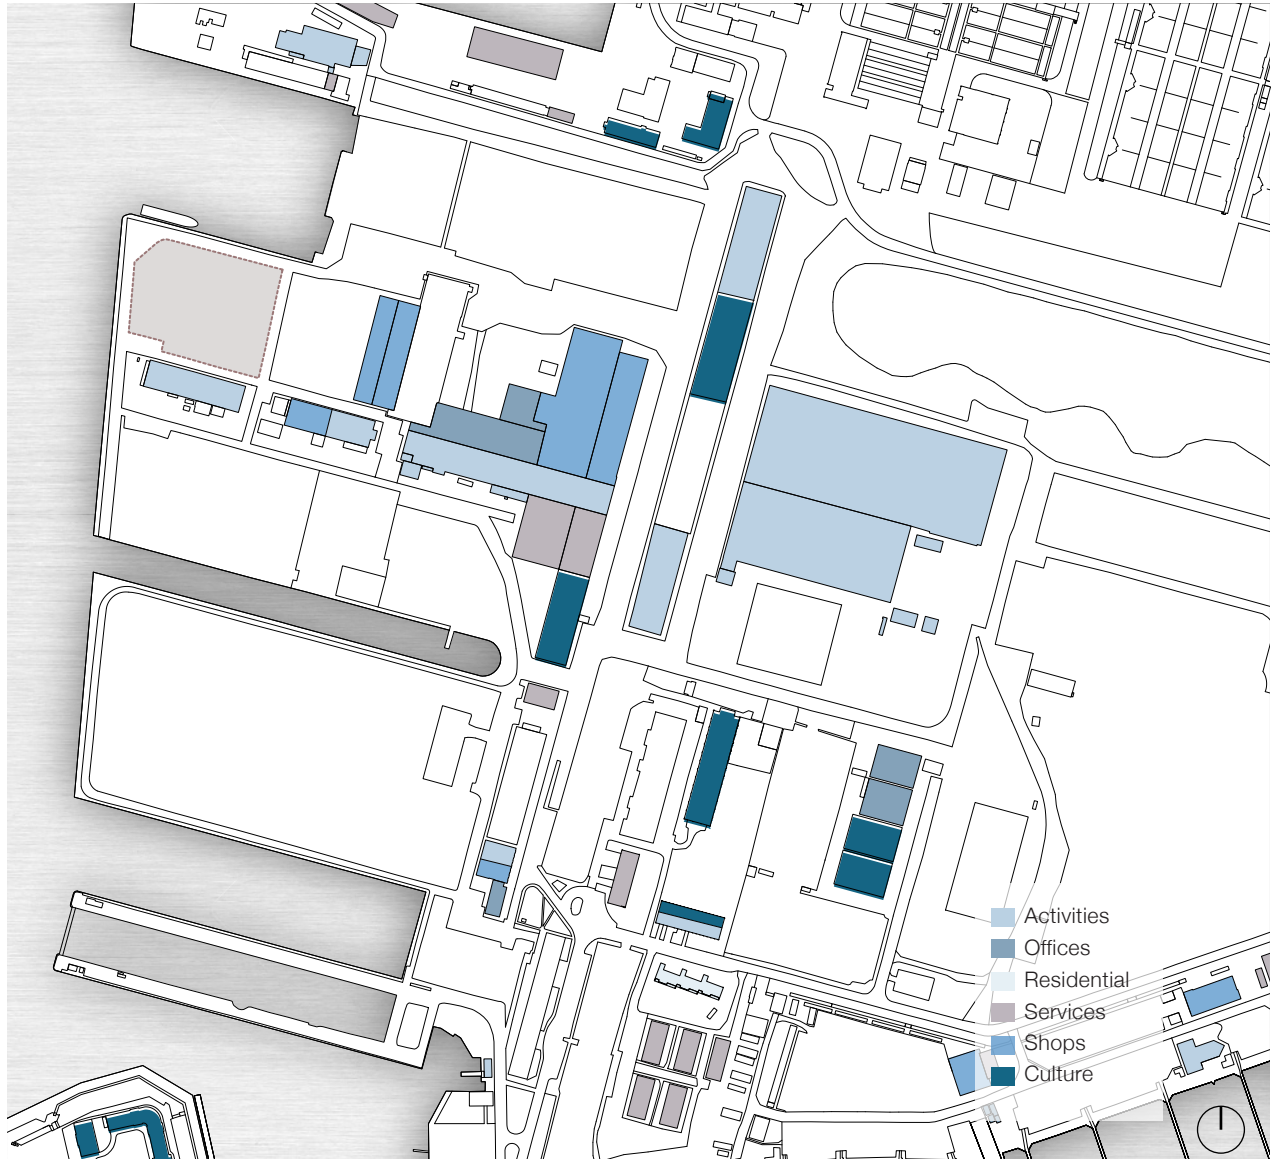 Activities
Offices
Residential
Services
Shops
Culture